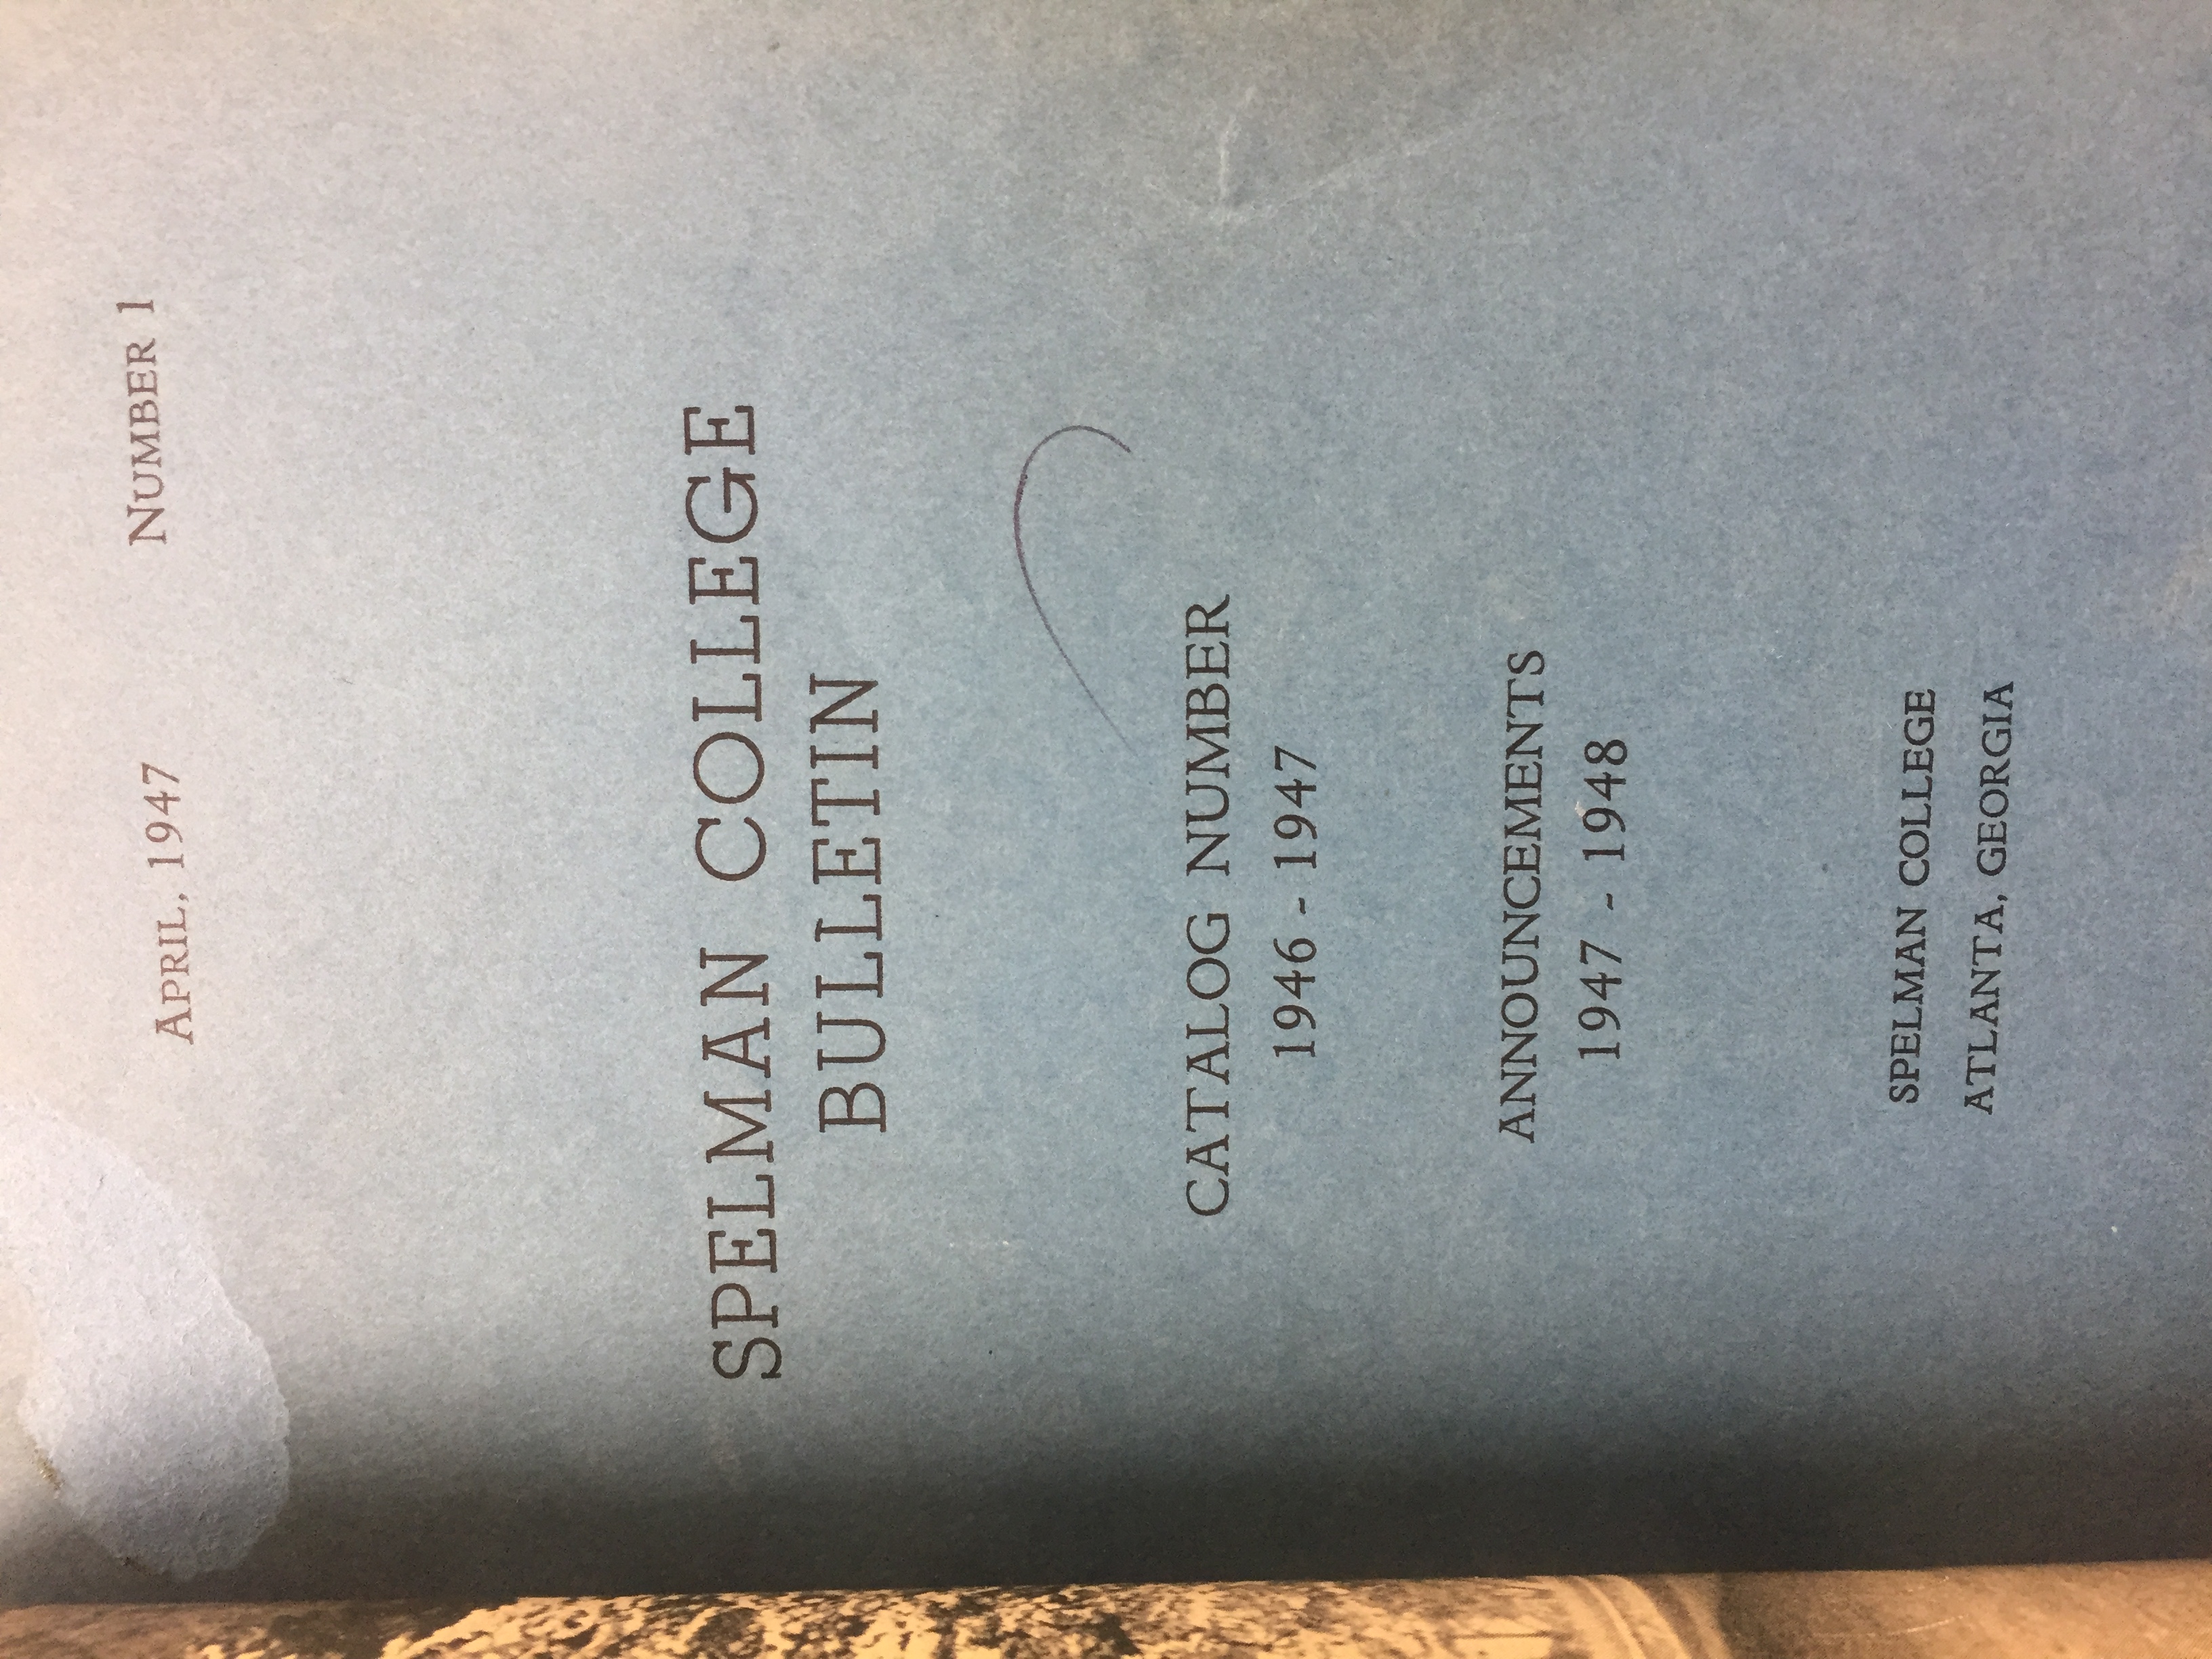 APRIL, 1947 NUMBER 1
SPELMAN COLLEGE
BULLETIN
CATALOG NUMBER
1946 - 1947
ANNOUNCEMENTS
1947 - 1948
SPELMAN COLLEGE
ATLANTA, GEORGIA